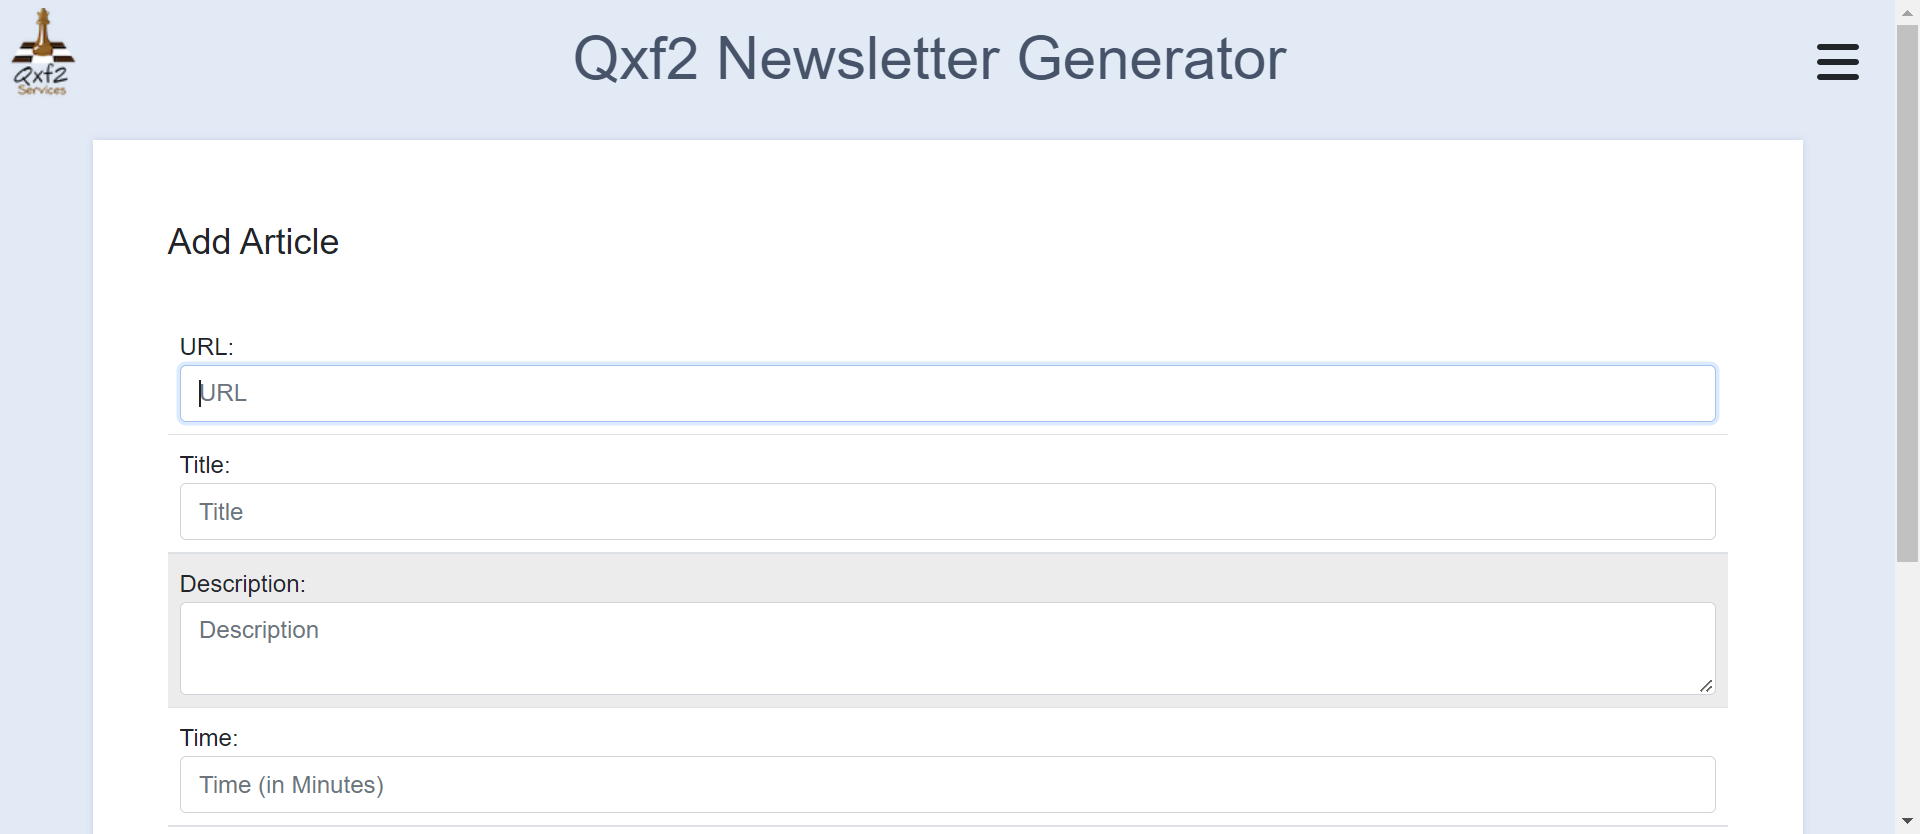 Qxf2
Services
Qxf2 Newsletter Generator
Add Article
URL:
URL
Title:
Title
Description:
Description
Time:
Time (in Minutes)